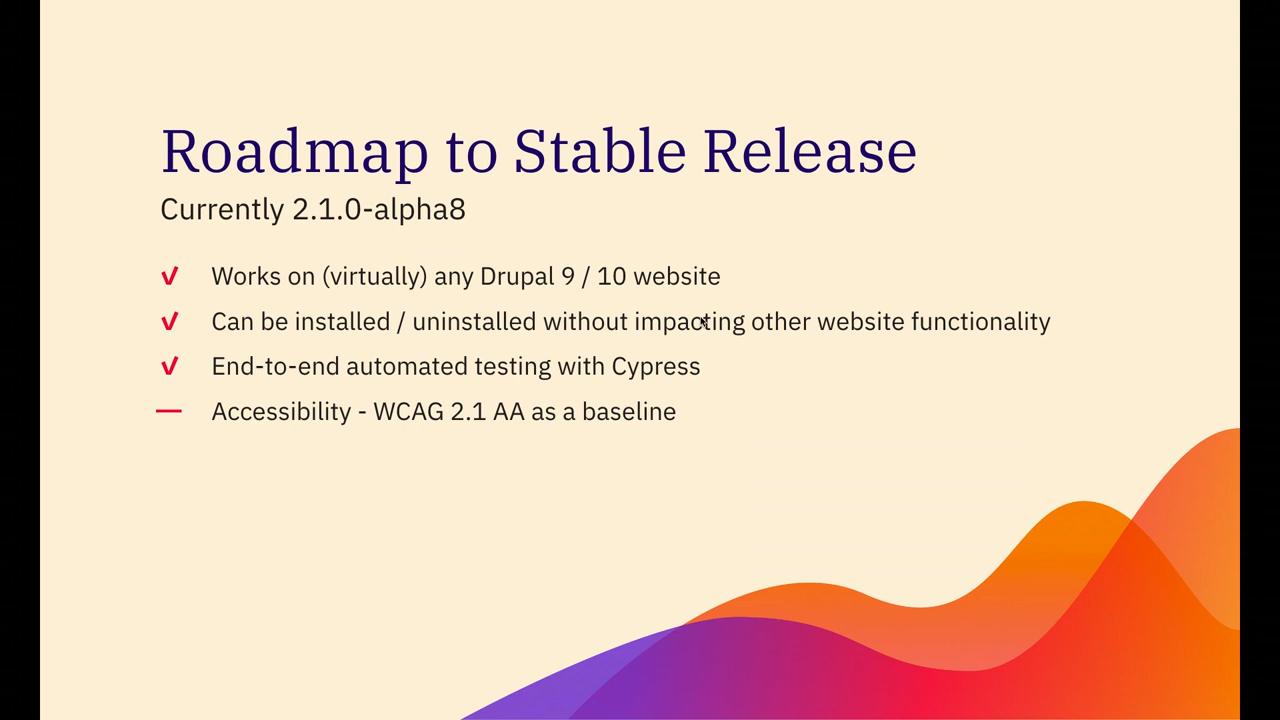 Roadmap to Stable Release
Currently 2.1.0-alpha8
✓ Works on (virtually) any Drupal 9 / 10 website
✓ Can be installed / uninstalled without impacting other website functionality
✓ End-to-end automated testing with Cypress
— Accessibility - WCAG 2.1 AA as a baseline